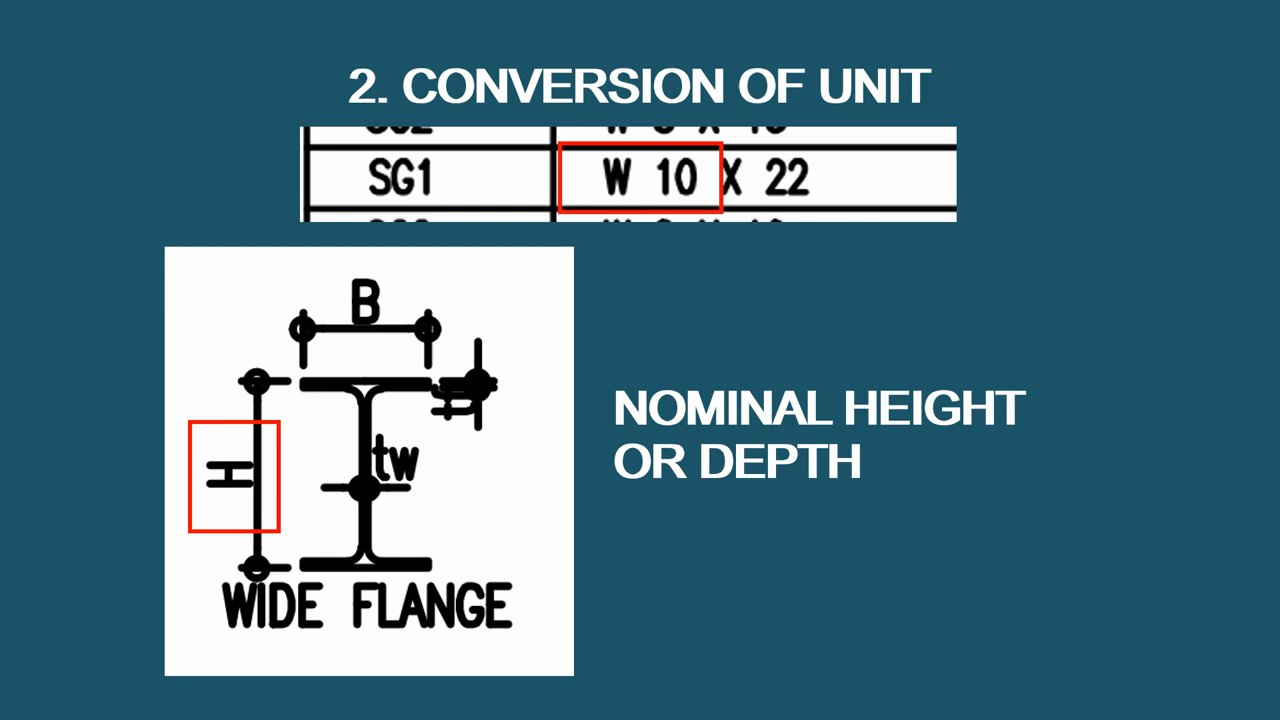 2. CONVERSION OF UNIT
SG1 W 10 X 22
B
H
tw
WIDE FLANGE
NOMINAL HEIGHT
OR DEPTH